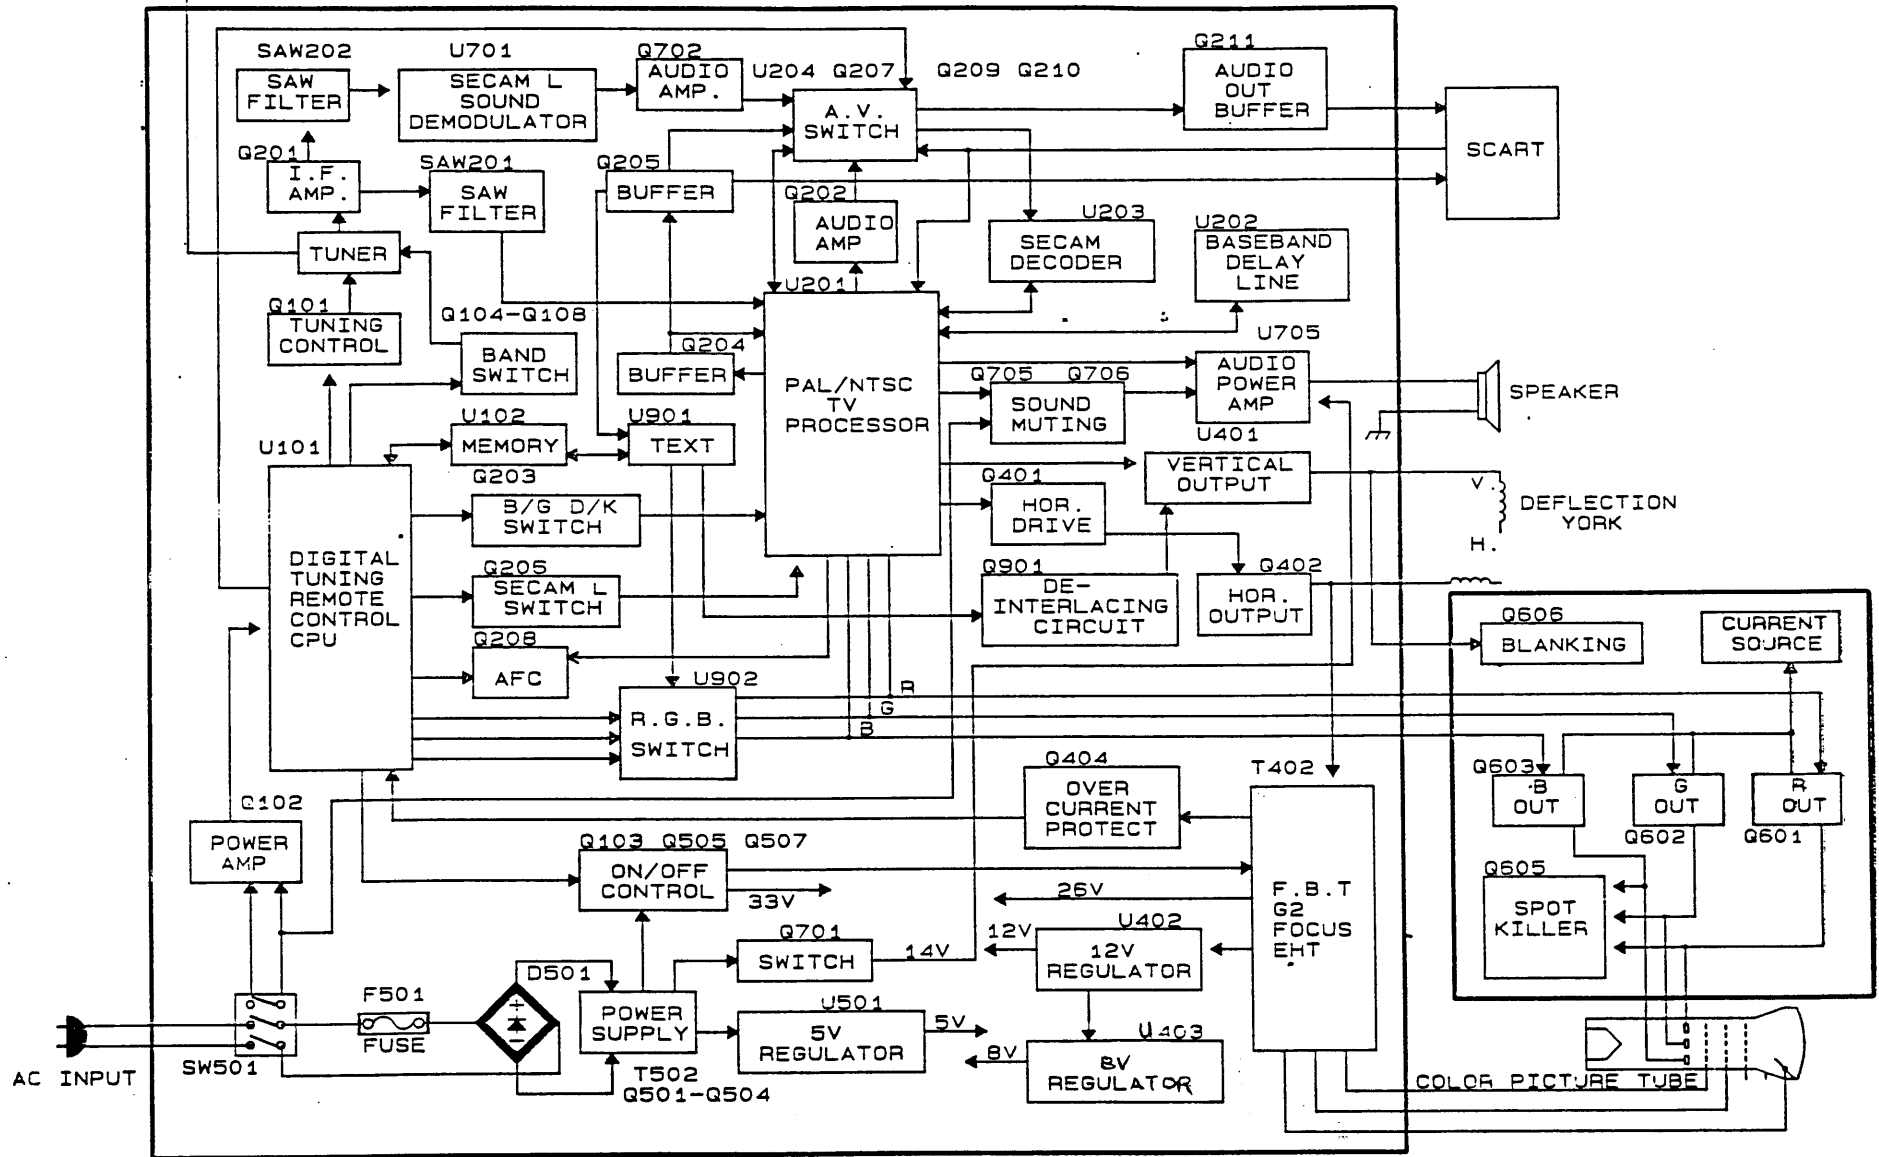 SAW202
SAW
FILTER
U701
SECAM L
SOUND
DEMODULATOR
Q702
AUDIO
AMP.
U204 Q207 Q209 Q210
A.V.
SWITCH
Q211
AUDIO
OUT
BUFFER
SCART
Q201
I.F.
AMP.
SAW201
SAW
FILTER
Q205
BUFFER
Q202
AUDIO
AMP
U203
SECAM
DECODER
U202
BASEBAND
DELAY
LINE
TUNER
Q101
TUNING
CONTROL
Q104-Q108
BAND
SWITCH
Q204
BUFFER
U201
PAL/NTSC
TV
PROCESSOR
Q705 Q706
SOUND
MUTING
U705
AUDIO
POWER
AMP
SPEAKER
U101
DIGITAL
TUNING
REMOTE
CONTROL
CPU
U102
MEMORY
U901
TEXT
Q203
B/G D/K
SWITCH
Q401
HOR.
DRIVE
U401
VERTICAL
OUTPUT
V.
H.
DEFLECTION
YORK
Q205
SECAM L
SWITCH
Q901
DE-
INTERLACING
CIRCUIT
Q402
HOR.
OUTPUT
Q208
AFC
U902
R.G.B.
SWITCH
R
G
B
Q606
BLANKING
CURRENT
SOURCE
Q603
B
OUT
G
OUT
Q602
R
OUT
Q601
Q605
SPOT
KILLER
Q102
POWER
AMP
Q103 Q505 Q507
ON/OFF
CONTROL
33V
Q404
OVER
CURRENT
PROTECT
T402
F.B.T
G2
FOCUS
EHT
26V
12V
U402
12V
REGULATOR
Q701
SWITCH
14V
D501
POWER
SUPPLY
T502
Q501-Q504
U501
5V
REGULATOR
5V
U403
8V
REGULATOR
8V
F501
FUSE
SW501
AC INPUT
COLOR PICTURE TUBE